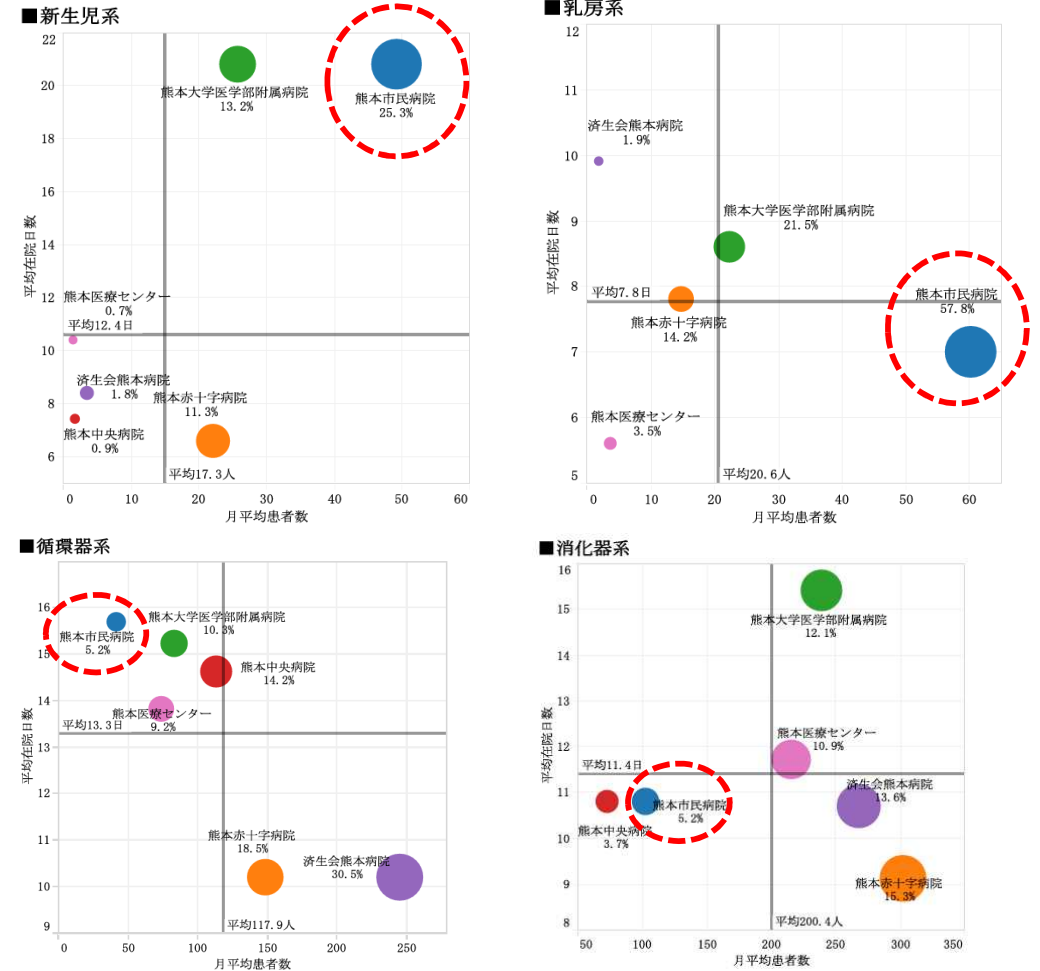 ■新生児系
22
20
18
16
14
12
10
8
6
平均在院日数
熊本大学医学部附属病院
13.2%
熊本市民病院
25.3%
熊本医療センター
0.7%
平均12.4日
済生会熊本病院
1.8%
熊本赤十字病院
11.3%
熊本中央病院
0.9%
平均17.3人
0 10 20 30 40 50 60
月平均患者数
■乳房系
12
11
10
9
8
7
6
5
平均在院日数
済生会熊本病院
1.9%
熊本大学医学部附属病院
21.5%
平均7.8日
熊本市民病院
57.8%
熊本赤十字病院
14.2%
熊本医療センター
3.5%
平均20.6人
0 10 20 30 40 50 60
月平均患者数
■循環器系
16
15
14
13
12
11
10
9
平均在院日数
熊本市民病院
5.2%
熊本大学医学部附属病院
10.3%
熊本中央病院
14.2%
熊本医療センター
9.2%
平均13.3日
熊本赤十字病院
18.5%
済生会熊本病院
30.5%
平均117.9人
0 50 100 150 200 250
月平均患者数
■消化器系
16
15
14
13
12
11
10
9
8
平均在院日数
熊本大学医学部附属病院
12.1%
熊本医療センター
10.9%
平均11.4日
済生会熊本病院
13.6%
熊本市民病院
5.2%
熊本中央病院
3.7%
熊本赤十字病院
15.3%
平均200.4人
50 100 150 200 250 300 350
月平均患者数